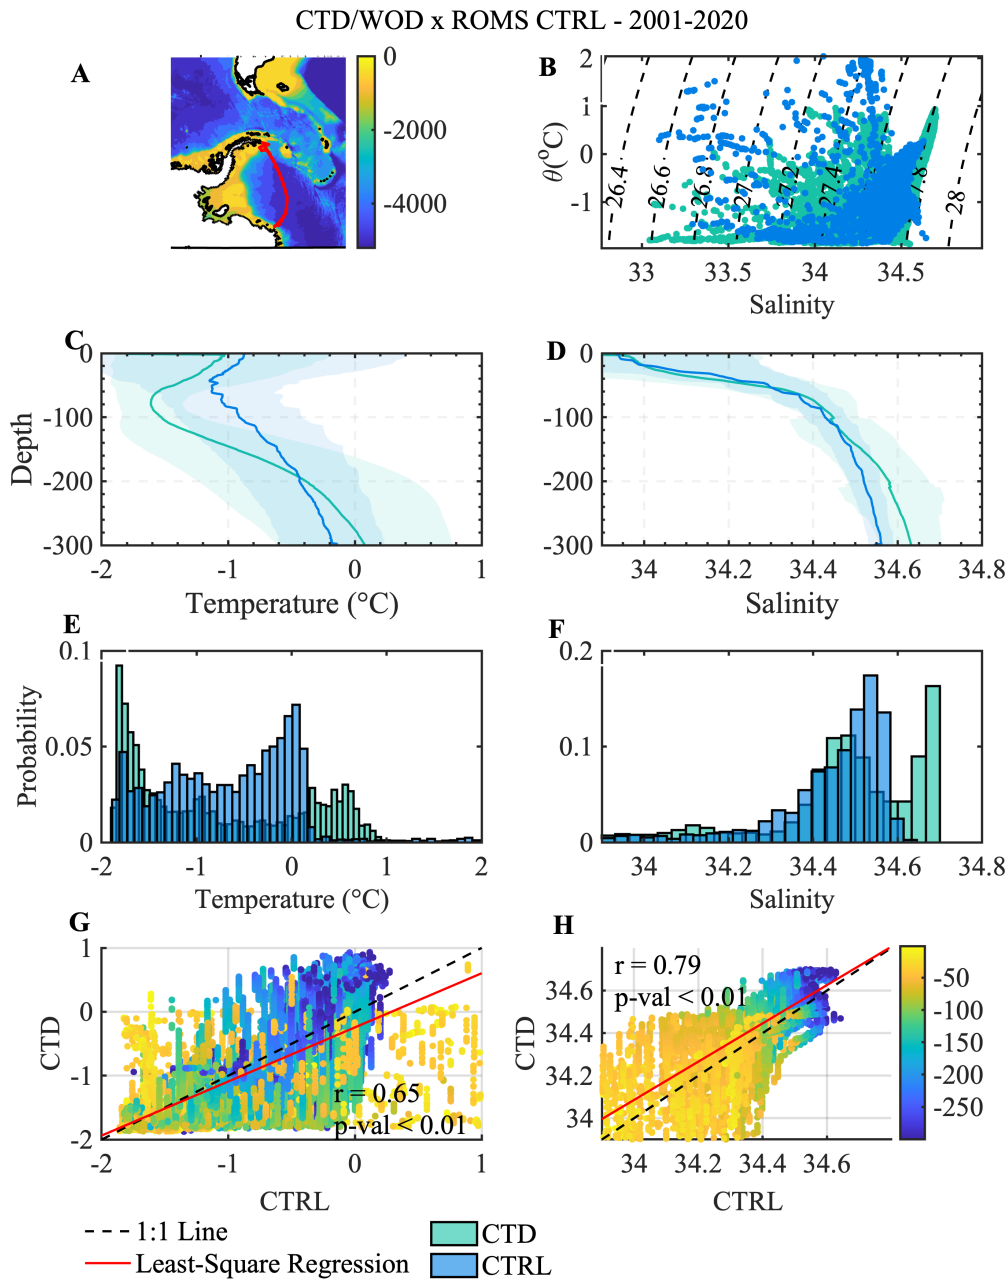 CTD/WOD x ROMS CTRL - 2001-2020
A
0
-2000
-4000
B
2
1
0
-1
θ(°C)
26.4
26.6
26.8
27
27.2
27.4
7.8
28
33
33.5
34
34.5
Salinity
C
0
-100
-200
-300
Depth
-2
-1
0
1
Temperature (°C)
D
0
-100
-200
-300
34
34.2
34.4
34.6
34.8
Salinity
E
0.1
0.05
0
Probability
-2
-1
0
1
2
Temperature (°C)
F
0.2
0.1
0
34
34.2
34.4
34.6
34.8
Salinity
G
1
0
-1
-2
CTD
r = 0.65
p-val < 0.01
-2
-1
0
1
CTRL
H
34.6
34.4
34.2
34
CTD
r = 0.79
p-val < 0.01
34
34.2
34.4
34.6
CTRL
-50
-100
-150
-200
-250
1:1 Line
Least-Square Regression
CTD
CTRL